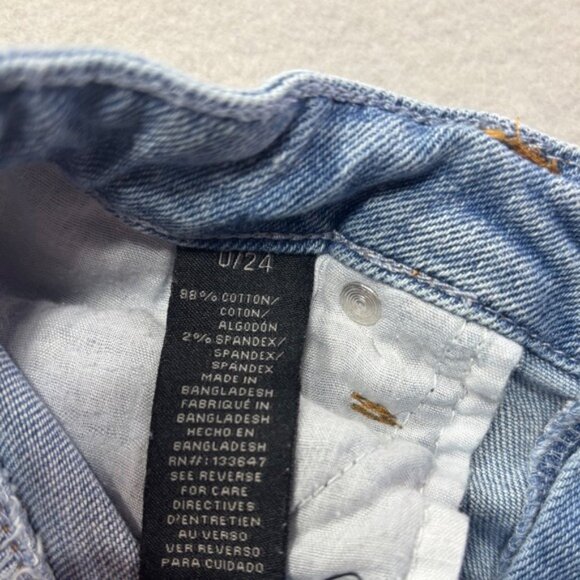 0/24
98% COTTON/
COTON/
ALGODÓN
2% SPANDEX/
SPANDEX/
SPANDEX
MADE IN
BANGLADESH
FABRIQUÉ IN
BANGLADESH
HECHO EN
BANGLADESH
RN#: 133647
SEE REVERSE
FOR CARE
DIRECTIVES
D'ENTRETIEN
AU VERSO
VER REVERSO
PARA CUIDADO